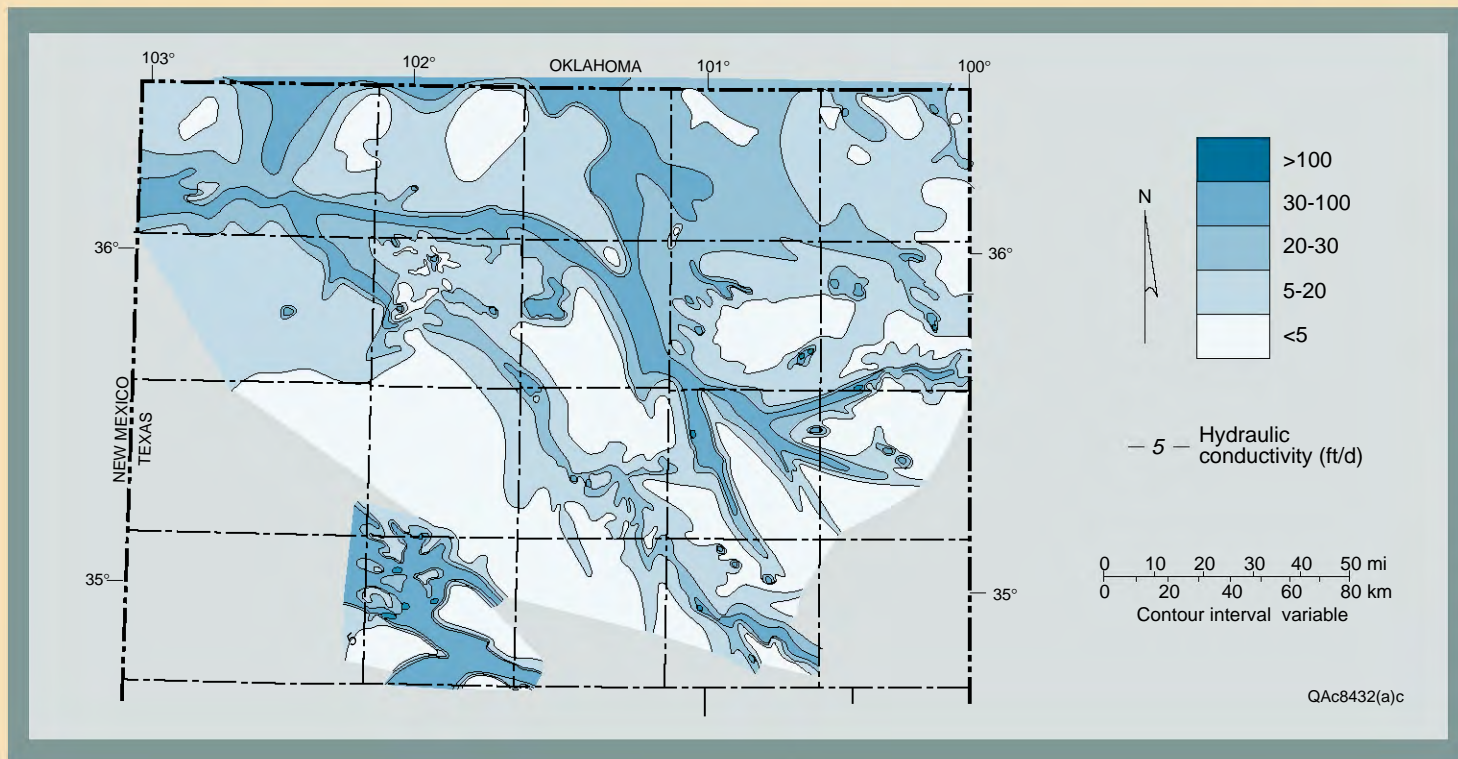 103°
102°
OKLAHOMA
101°
100°
36°
36°
NEW MEXICO
TEXAS
35°
35°
N
>100
30-100
20-30
5-20
<5
— 5 — Hydraulic
conductivity (ft/d)
0 10 20 30 40 50 mi
0 20 40 60 80 km
Contour interval variable
QAc8432(a)c